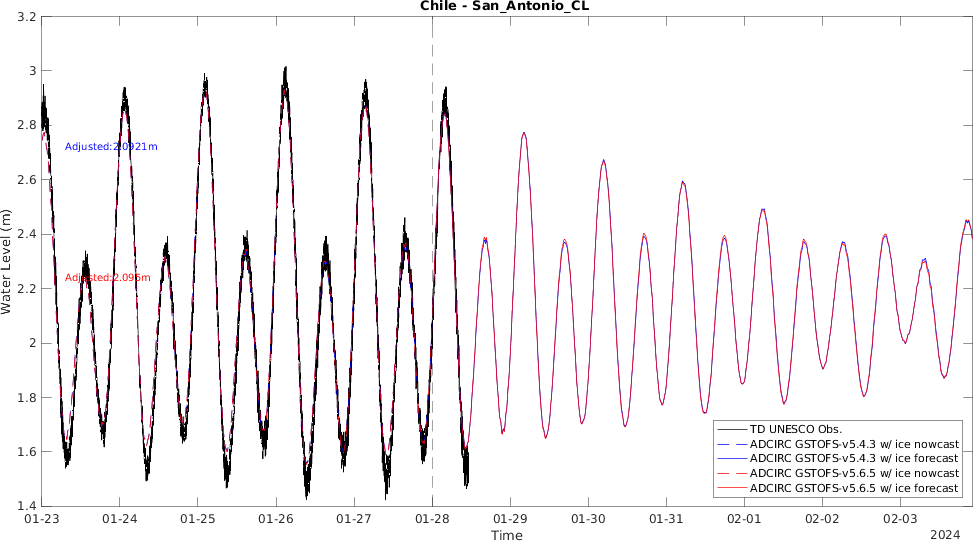 Chile - San_Antonio_CL
3.2
3
2.8
2.6
2.4
2.2
2
1.8
1.6
1.4
Water Level (m)
Adjusted:2.0921m
Adjusted:2.096m
TD UNESCO Obs.
ADCIRC GSTOFS-v5.4.3 w/ ice nowcast
ADCIRC GSTOFS-v5.4.3 w/ ice forecast
ADCIRC GSTOFS-v5.6.5 w/ ice nowcast
ADCIRC GSTOFS-v5.6.5 w/ ice forecast
01-23 01-24 01-25 01-26 01-27 01-28 01-29 01-30 01-31 02-01 02-02 02-03
Time
2024